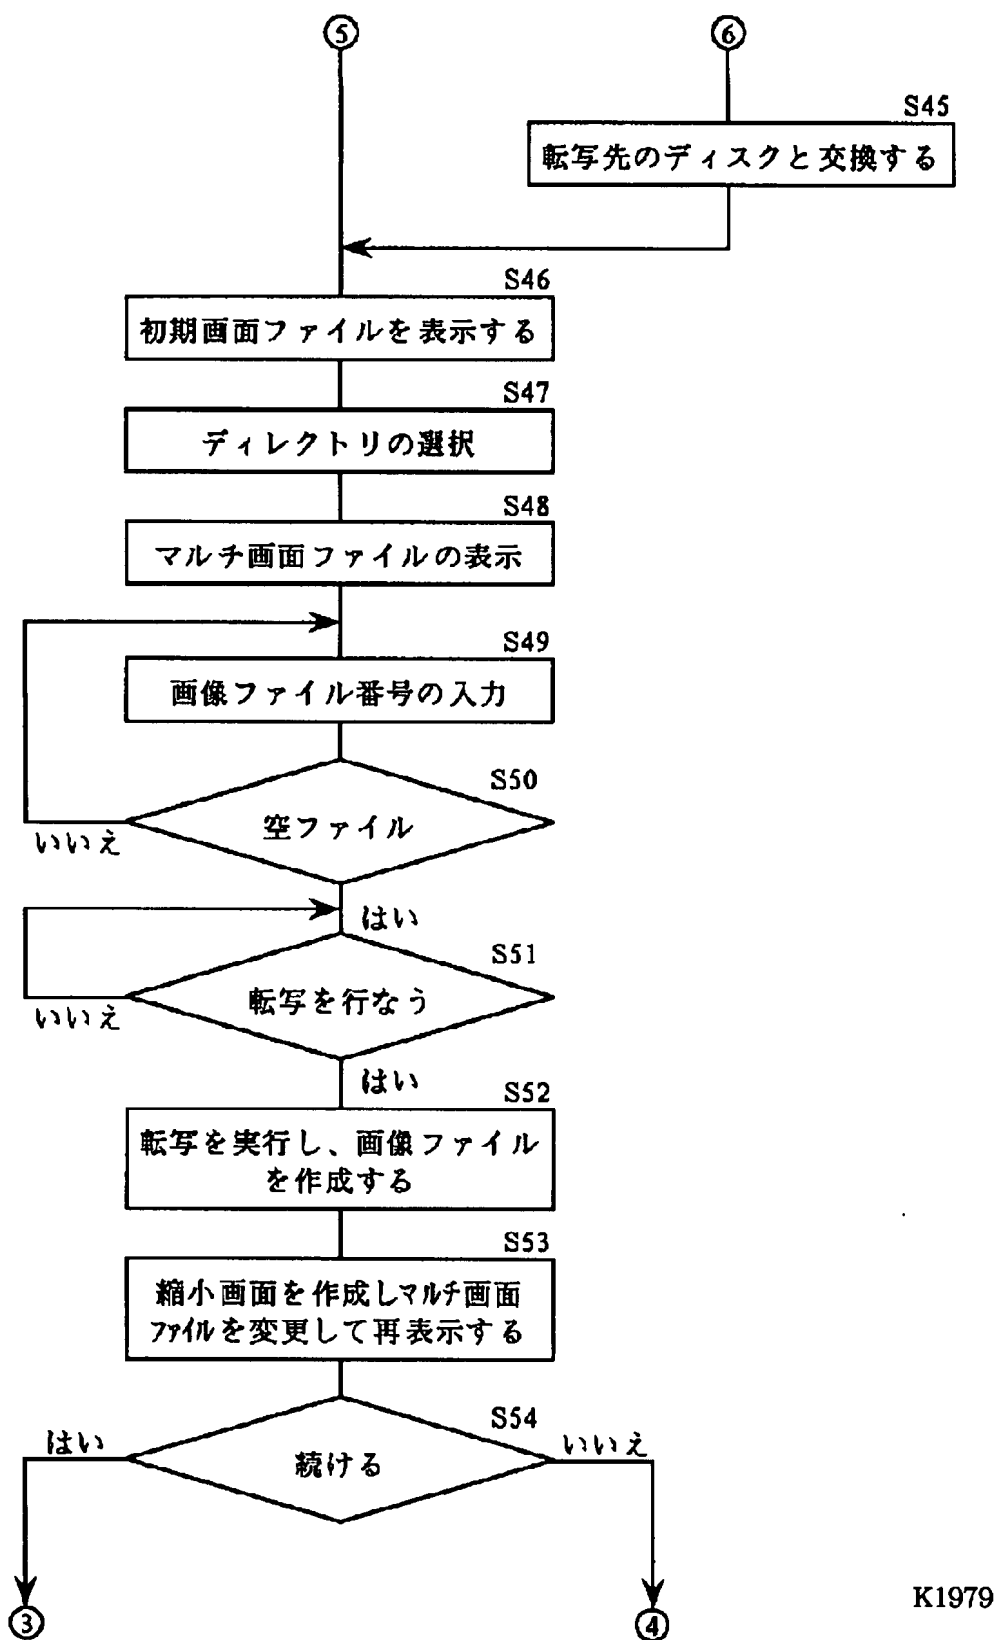 ⑤
⑥
S45
転写先のディスクと交換する
S46
初期画面ファイルを表示する
S47
ディレクトリの選択
S48
マルチ画面ファイルの表示
S49
画像ファイル番号の入力
S50
空ファイル
いいえ
はい
S51
転写を行なう
いいえ
はい
S52
転写を実行し、画像ファイル
を作成する
S53
縮小画面を作成しマルチ画面
ファイルを変更して再表示する
S54
はい
いいえ
続ける
③
④
K1979